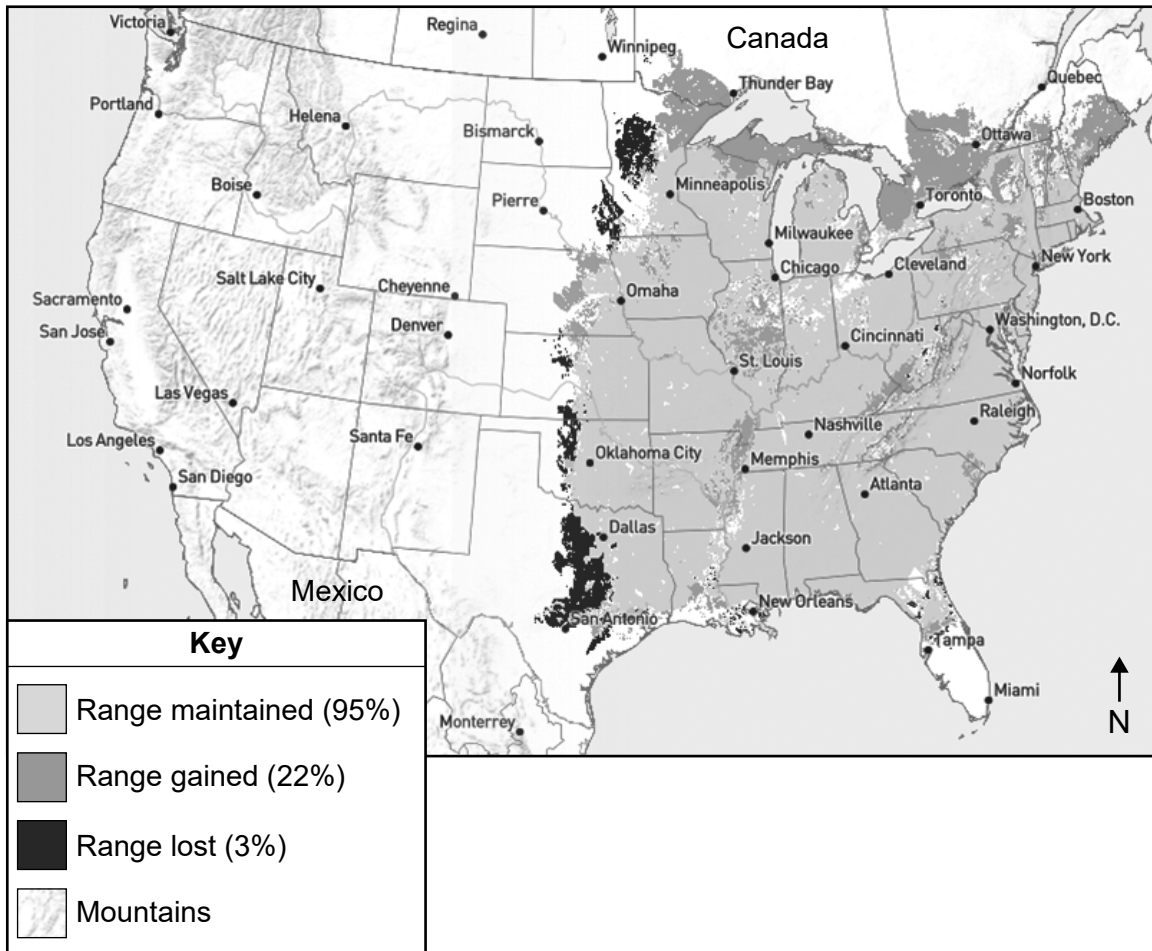 Canada
Victoria
Regina
Winnipeg
Thunder Bay
Quebec
Portland
Helena
Bismarck
Ottawa
Boise
Pierre
Minneapolis
Toronto
Boston
Milwaukee
Salt Lake City
Cheyenne
Omaha
Chicago
Cleveland
New York
Sacramento
San Jose
Denver
Cincinnati
Washington, D.C.
St. Louis
Norfolk
Las Vegas
Los Angeles
Santa Fe
Oklahoma City
Nashville
Raleigh
Memphis
San Diego
Atlanta
Dallas
Jackson
Mexico
San Antonio
New Orleans
Tampa
Miami
Monterrey
N
Key
Range maintained (95%)
Range gained (22%)
Range lost (3%)
Mountains